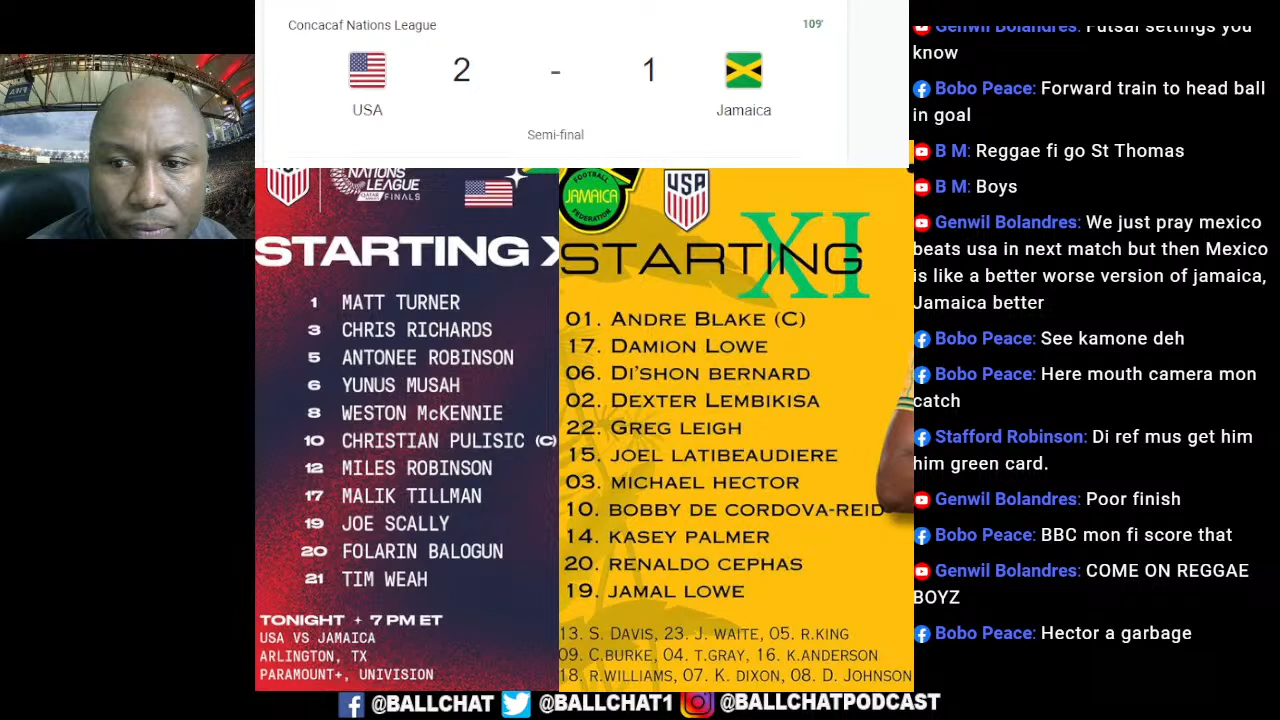 Concacaf Nations League
109'
2 - 1
USA
Jamaica
Semi-final
NATIONS
LEAGUE
FINALS
STARTING X
1 MATT TURNER
3 CHRIS RICHARDS
5 ANTONEE ROBINSON
6 YUNUS MUSAH
8 WESTON McKENNIE
10 CHRISTIAN PULISIC (C)
12 MILES ROBINSON
17 MALIK TILLMAN
19 JOE SCALLY
20 FOLARIN BALOGUN
21 TIM WEAH
TONIGHT + 7 PM ET
USA VS JAMAICA
ARLINGTON, TX
PARAMOUNT+, UNIVISION
FOOTBALL
JAMAICA
FEDERATION
USA
STARTING XI
01. ANDRE BLAKE (C)
17. DAMION LOWE
06. DI'SHON BERNARD
02. DEXTER LEMBIKISA
22. GREG LEIGH
15. JOEL LATIBEAUDIERE
03. MICHAEL HECTOR
10. BOBBY DE CORDOVA-REID
14. KASEY PALMER
20. RENALDO CEPHAS
19. JAMAL LOWE
13. S. DAVIS, 23. J. WAITE, 05. R.KING
09. C.BURKE, 04. T.GRAY, 16. K.ANDERSON
18. R.WILLIAMS, 07. K. DIXON, 08. D. JOHNSON
Genwil Bolandres: Futsal settings you
know
Bobo Peace: Forward train to head ball
in goal
B M: Reggae fi go St Thomas
B M: Boys
Genwil Bolandres: We just pray mexico
beats usa in next match but then Mexico
is like a better worse version of jamaica,
Jamaica better
Bobo Peace: See kamone deh
Bobo Peace: Here mouth camera mon
catch
Stafford Robinson: Di ref mus get him
him green card.
Genwil Bolandres: Poor finish
Bobo Peace: BBC mon fi score that
Genwil Bolandres: COME ON REGGAE
BOYZ
Bobo Peace: Hector a garbage
@BALLCHAT @BALLCHAT1 @BALLCHATPODCAST